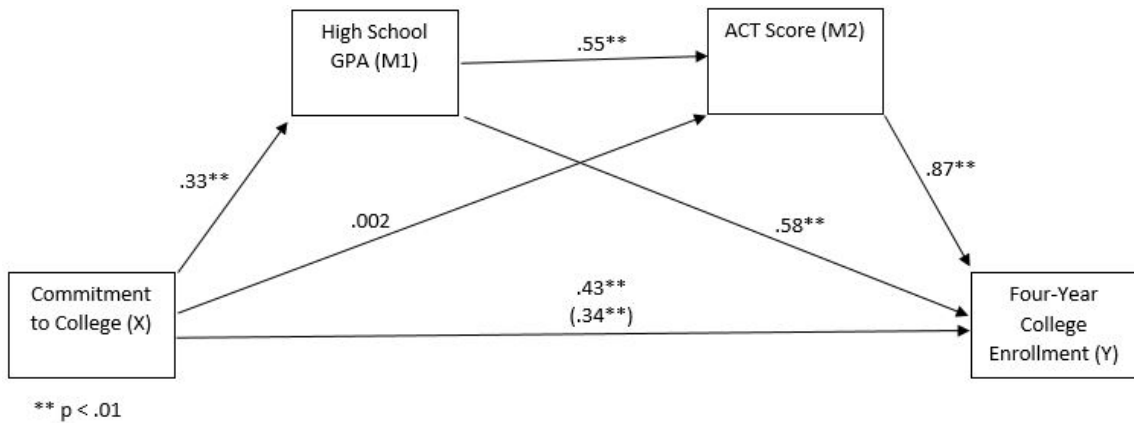 High School
GPA (M1)
.55**
ACT Score (M2)
.33**
.002
.87**
.58**
Commitment
to College (X)
.43**
(.34**)
Four-Year
College
Enrollment (Y)
** p < .01